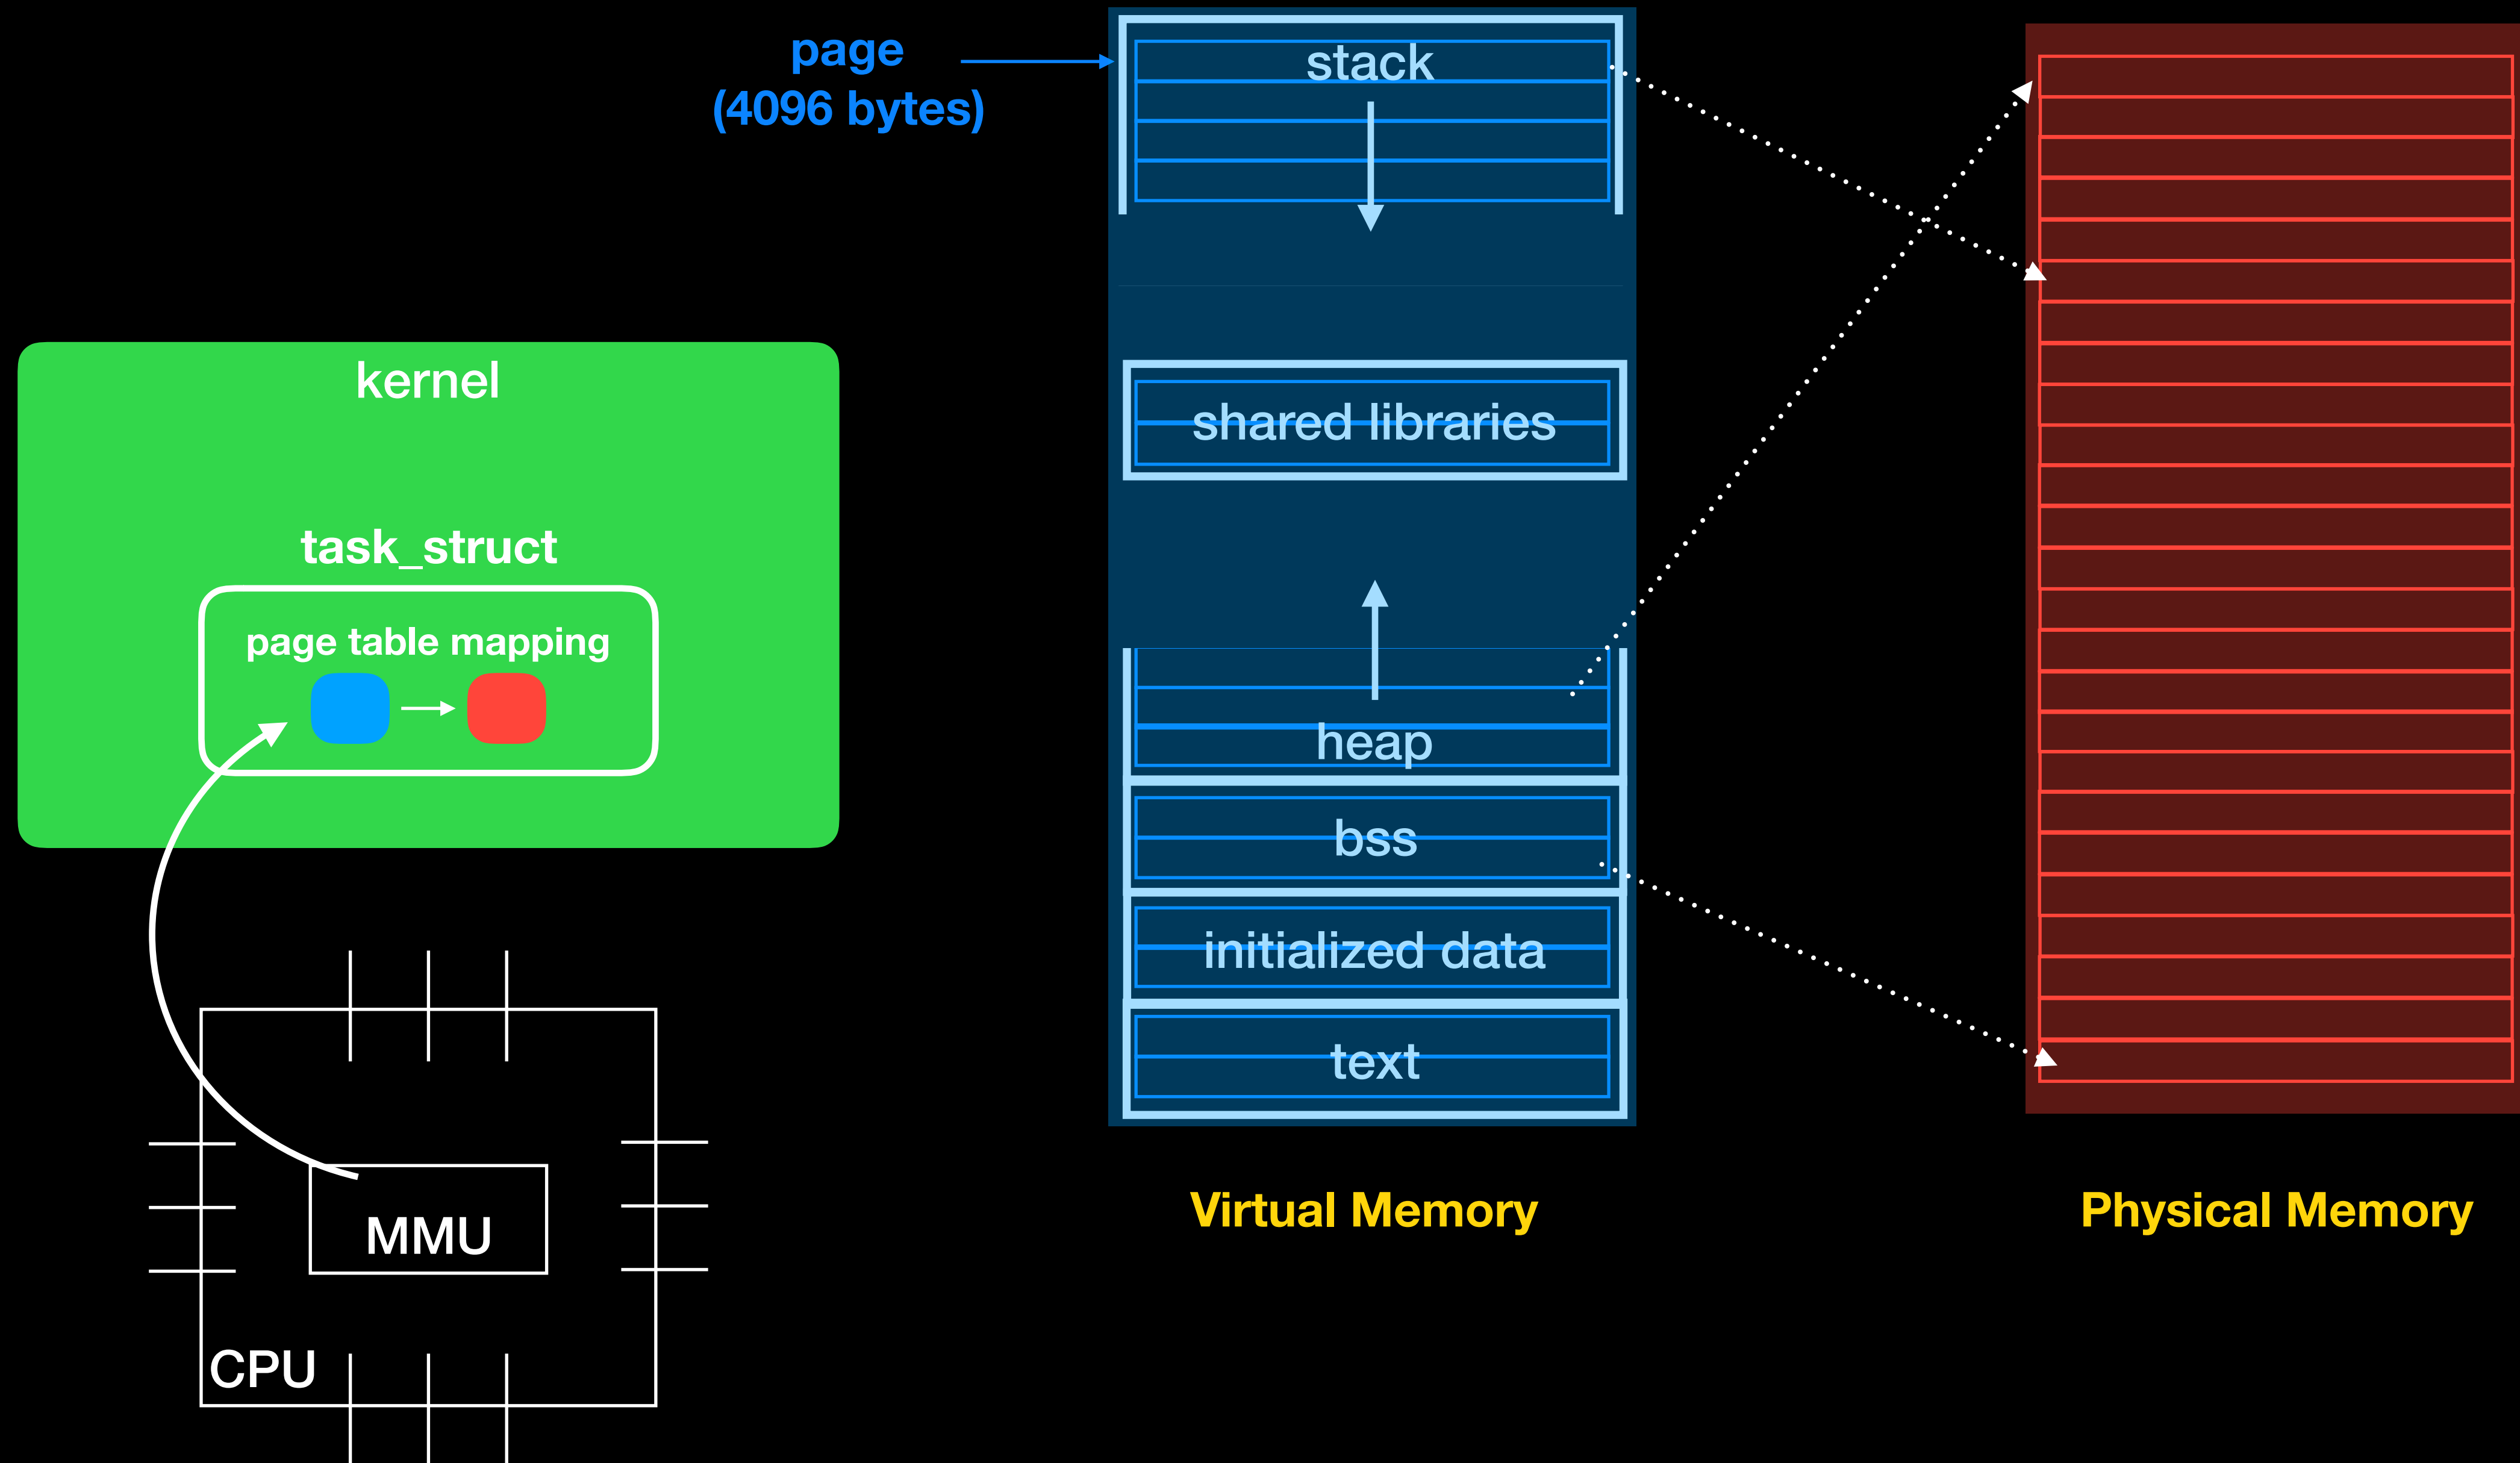 page
(4096 bytes)
stack
kernel
shared libraries
task_struct
page table mapping
heap
bss
initialized data
text
MMU
CPU
Virtual Memory
Physical Memory